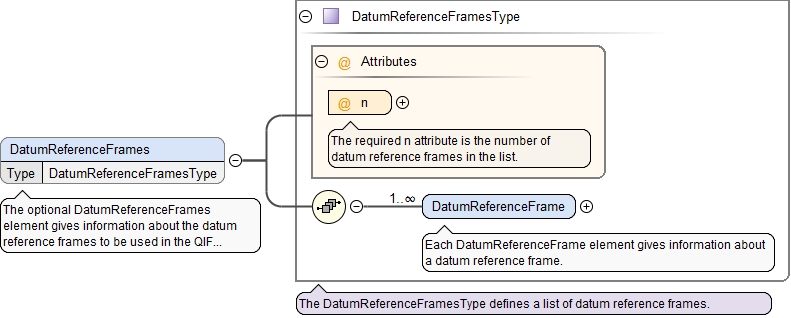 DatumReferenceFramesType
@ Attributes
@ n
The required n attribute is the number of
datum reference frames in the list.
DatumReferenceFrames
Type DatumReferenceFramesType
The optional DatumReferenceFrames
element gives information about the datum
reference frames to be used in the QIF...
1..∞
DatumReferenceFrame
Each DatumReferenceFrame element gives information about
a datum reference frame.
The DatumReferenceFramesType defines a list of datum reference frames.